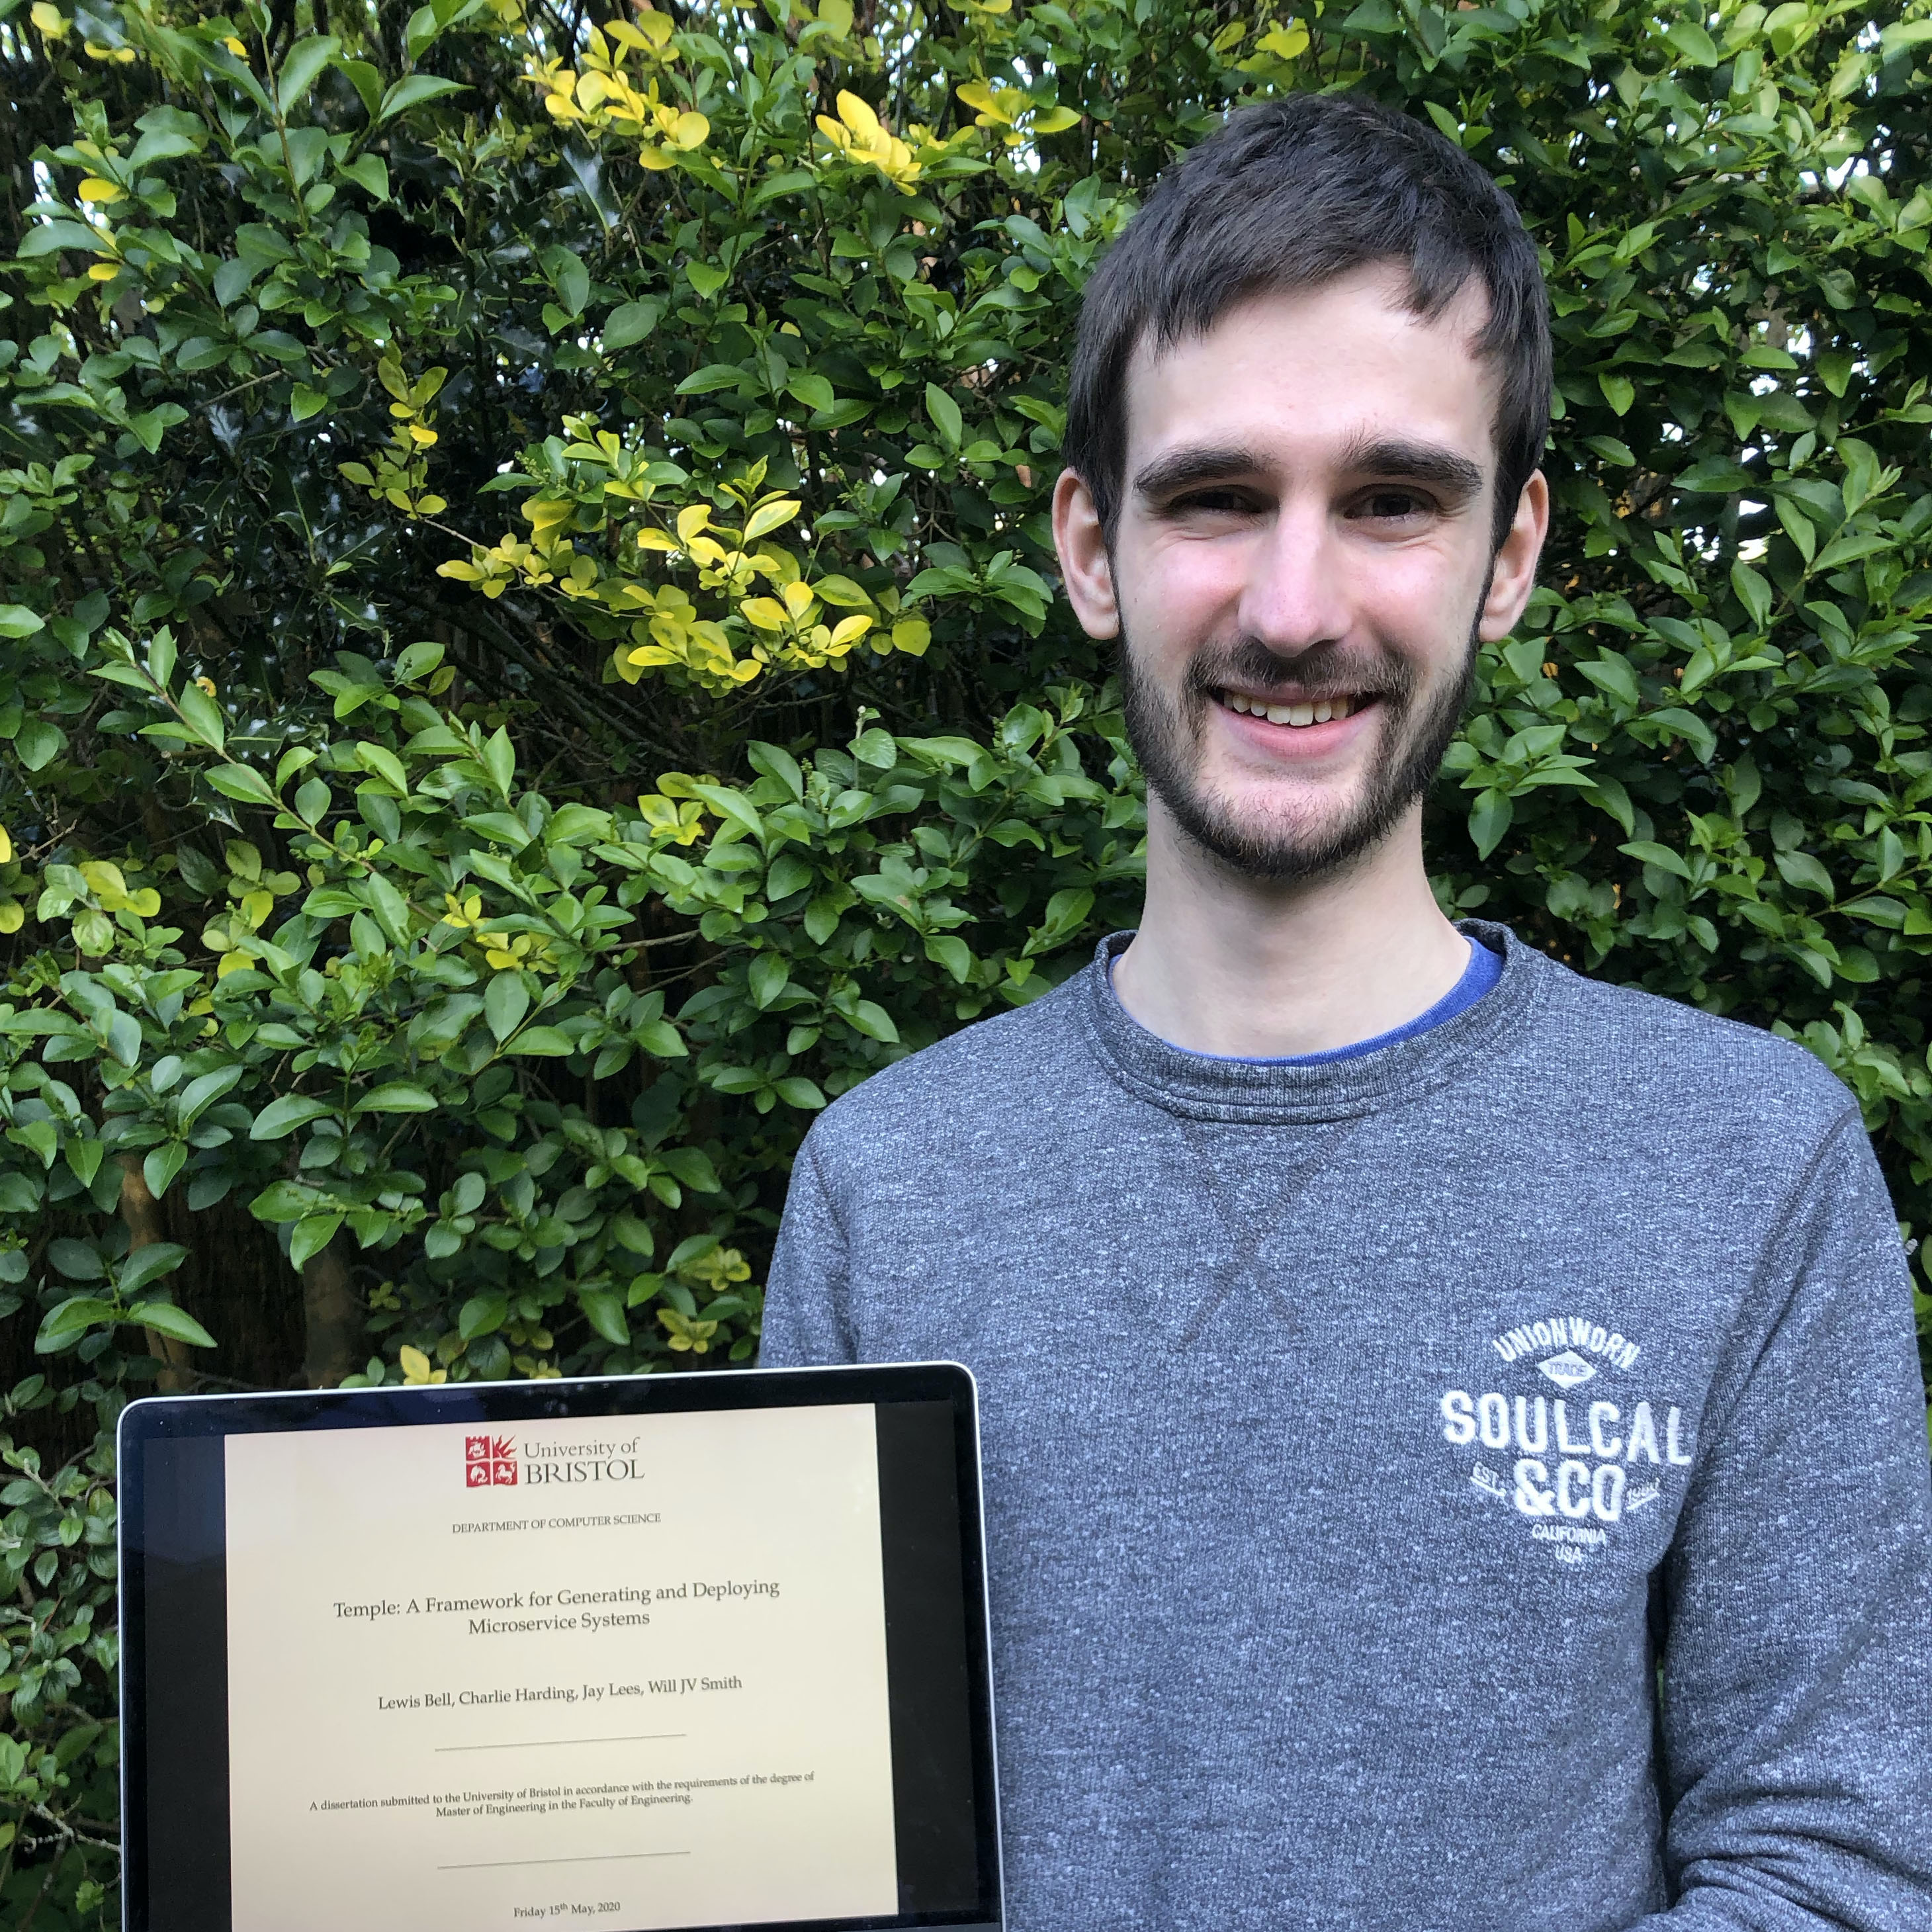 University of
BRISTOL
DEPARTMENT OF COMPUTER SCIENCE
Temple: A Framework for Generating and Deploying
Microservice Systems
Lewis Bell, Charlie Harding, Jay Lees, Will JV Smith
A dissertation submitted to the University of Bristol in accordance with the requirements of the degree of
Master of Engineering in the Faculty of Engineering.
Friday 15th May, 2020
UNIONWORN
TRADE
SOULCAL
EST.
&CO
CALIFORNIA
USA